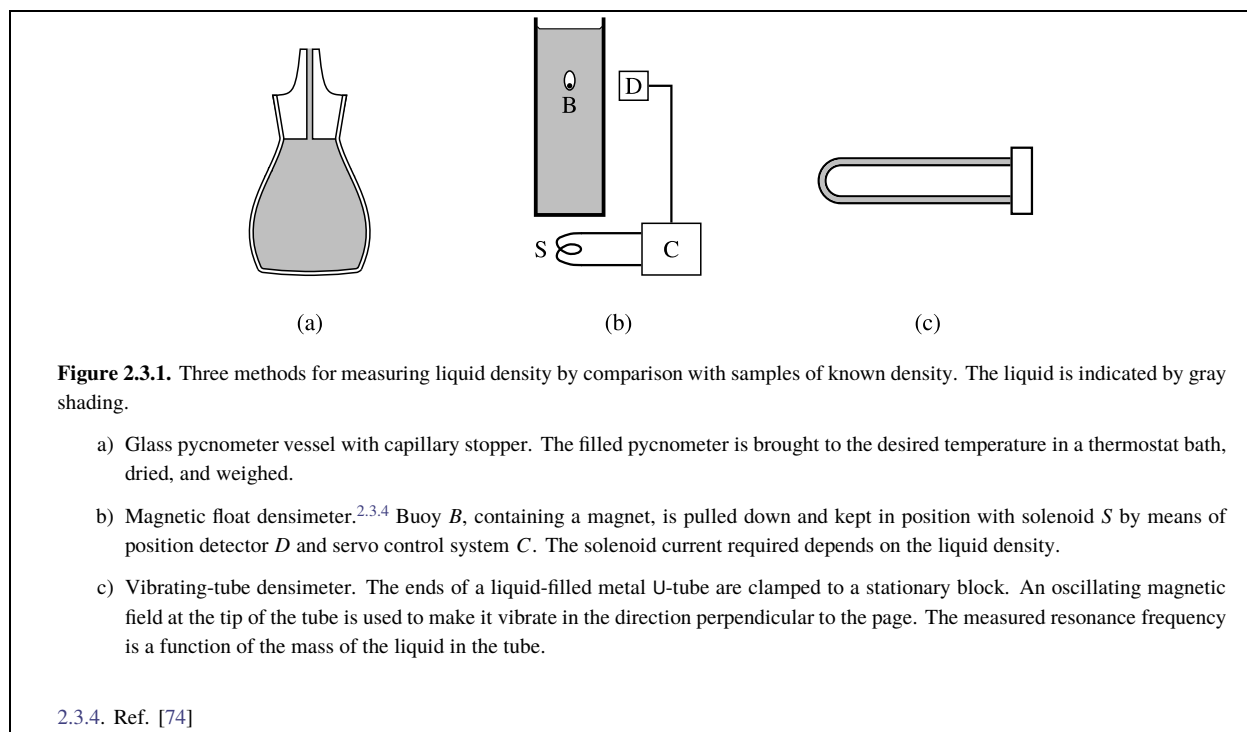 B
D
S
C
(a)
(b)
(c)
Figure 2.3.1. Three methods for measuring liquid density by comparison with samples of known density. The liquid is indicated by gray
shading.
a) Glass pycnometer vessel with capillary stopper. The filled pycnometer is brought to the desired temperature in a thermostat bath,
dried, and weighed.
b) Magnetic float densimeter.2.3.4 Buoy B, containing a magnet, is pulled down and kept in position with solenoid S by means of
position detector D and servo control system C. The solenoid current required depends on the liquid density.
c) Vibrating-tube densimeter. The ends of a liquid-filled metal U-tube are clamped to a stationary block. An oscillating magnetic
field at the tip of the tube is used to make it vibrate in the direction perpendicular to the page. The measured resonance frequency
is a function of the mass of the liquid in the tube.
2.3.4. Ref. [74]